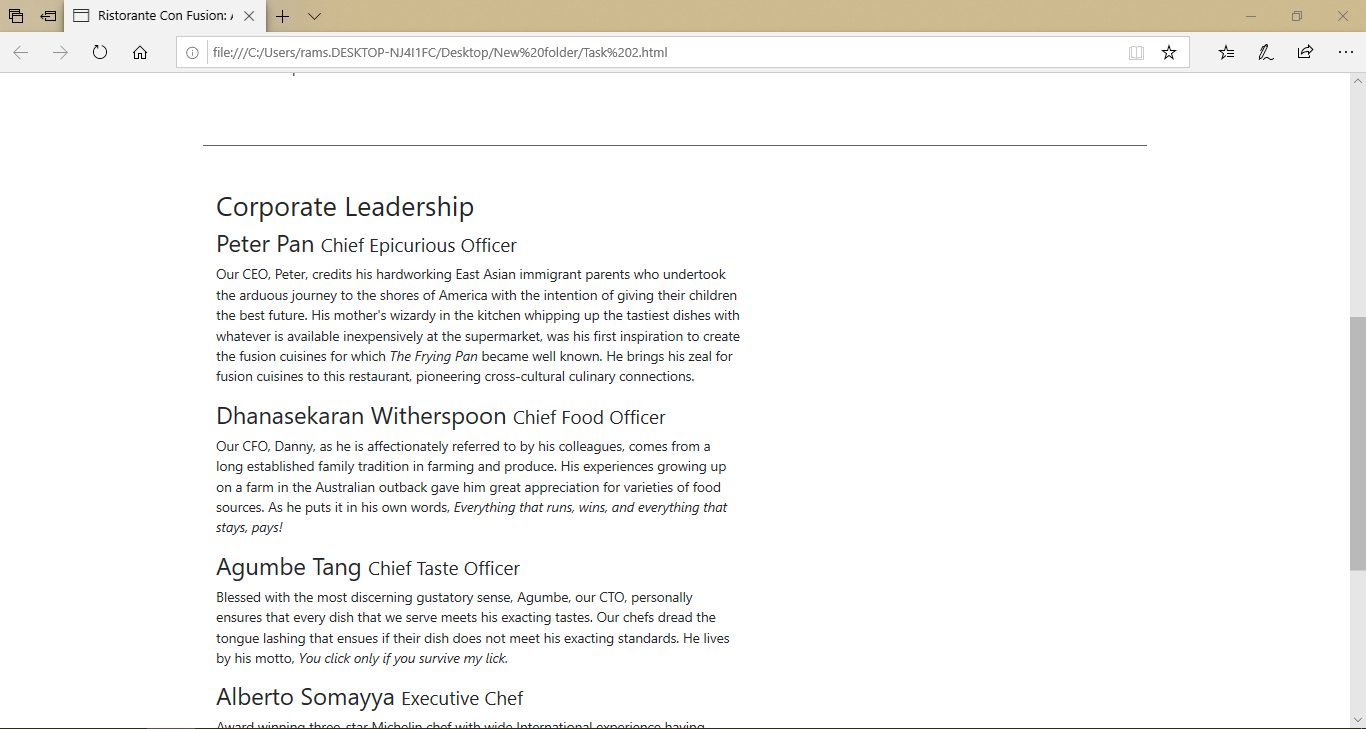 Ristorante Con Fusion: A
file:///C:/Users/rams.DESKTOP-NJ4I1FC/Desktop/New%20folder/Task%202.html
Corporate Leadership
Peter Pan Chief Epicurious Officer
Our CEO, Peter, credits his hardworking East Asian immigrant parents who undertook
the arduous journey to the shores of America with the intention of giving their children
the best future. His mother's wizardy in the kitchen whipping up the tastiest dishes with
whatever is available inexpensively at the supermarket, was his first inspiration to create
the fusion cuisines for which The Frying Pan became well known. He brings his zeal for
fusion cuisines to this restaurant, pioneering cross-cultural culinary connections.
Dhanasekaran Witherspoon Chief Food Officer
Our CFO, Danny, as he is affectionately referred to by his colleagues, comes from a
long established family tradition in farming and produce. His experiences growing up
on a farm in the Australian outback gave him great appreciation for varieties of food
sources. As he puts it in his own words, Everything that runs, wins, and everything that
stays, pays!
Agumbe Tang Chief Taste Officer
Blessed with the most discerning gustatory sense, Agumbe, our CTO, personally
ensures that every dish that we serve meets his exacting tastes. Our chefs dread the
tongue lashing that ensues if their dish does not meet his exacting standards. He lives
by his motto, You click only if you survive my lick.
Alberto Somayya Executive Chef
Award winning three-star Michelin chef with wide International experience having